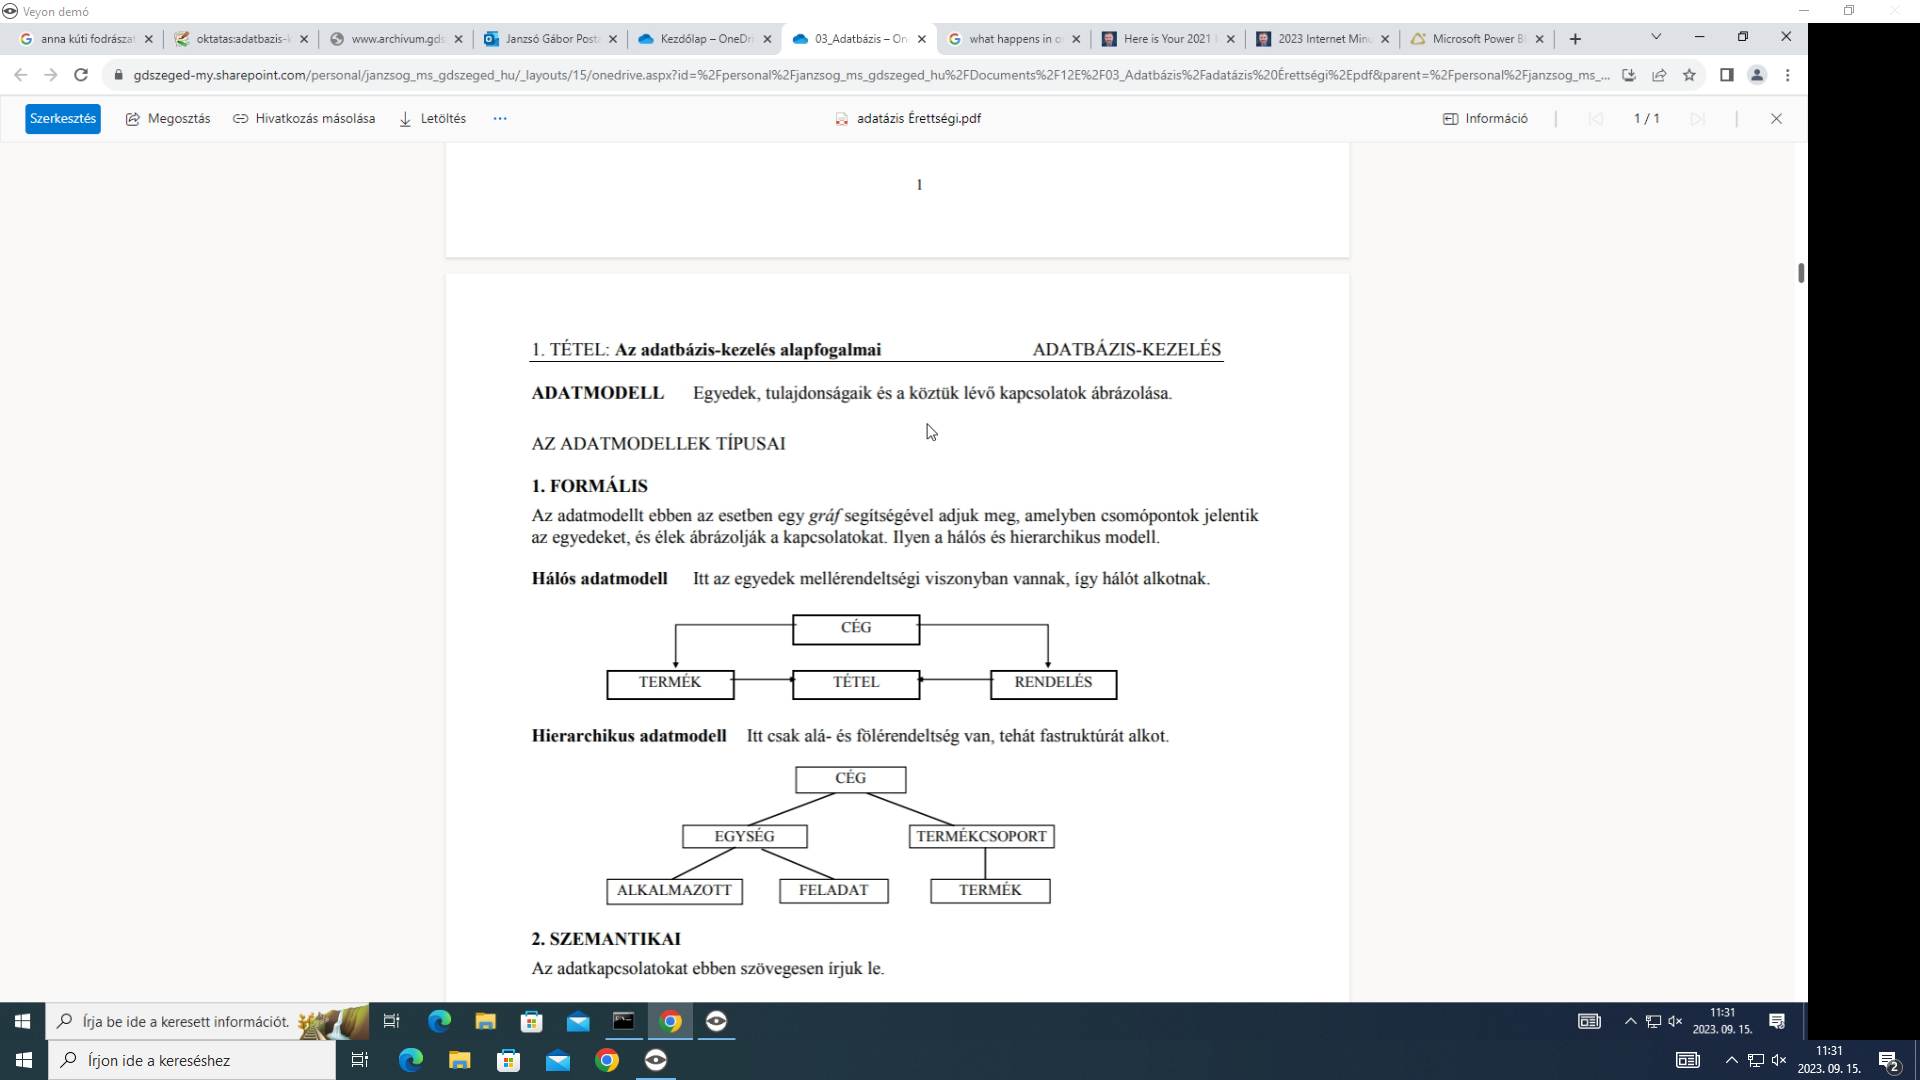 Veyon demó
anna kúti fodrászat
oktatas:adatbazis-
www.archivum.gds
Janzsó Gábor Posta
Kezdőlap – OneDri
03_Adatbázis – On
what happens in o
Here is Your 2021
2023 Internet Minu
Microsoft Power B
gdszeged-my.sharepoint.com/personal/janzsog_ms_gdszeged_hu/_layouts/15/onedrive.aspx?id=%2Fpersonal%2Fjanzsog_ms_gdszeged_hu%2FDocuments%2F12E%2F03_Adatbázis%2Fadatázis%20Érettségi%2Epdf&parent=%2Fpersonal%2Fjanzsog_ms_...
Szerkesztés
Megosztás
Hivatkozás másolása
Letöltés
adatázis Érettségi.pdf
Információ
1 / 1
1
1. TÉTEL: Az adatbázis-kezelés alapfogalmai ADATBÁZIS-KEZELÉS
ADATMODELL Egyedek, tulajdonságaik és a köztük lévő kapcsolatok ábrázolása.
AZ ADATMODELLEK TÍPUSAI
1. FORMÁLIS
Az adatmodellt ebben az esetben egy gráf segítségével adjuk meg, amelyben csomópontok jelentik
az egyedeket, és élek ábrázolják a kapcsolatokat. Ilyen a hálós és hierarchikus modell.
Hálós adatmodell Itt az egyedek mellérendeltségi viszonyban vannak, így hálót alkotnak.
CÉG
TERMÉK TÉTEL RENDELÉS
Hierarchikus adatmodell Itt csak alá- és fölérendeltség van, tehát fastruktúrát alkot.
CÉG
EGYSÉG TERMÉKCSOPORT
ALKALMAZOTT FELADAT TERMÉK
2. SZEMANTIKAI
Az adatkapcsolatokat ebben szövegesen írjuk le.
Írja be ide a keresett információt.
11:31
2023. 09. 15.
Írjon ide a kereséshez
11:31
2023. 09. 15.
2